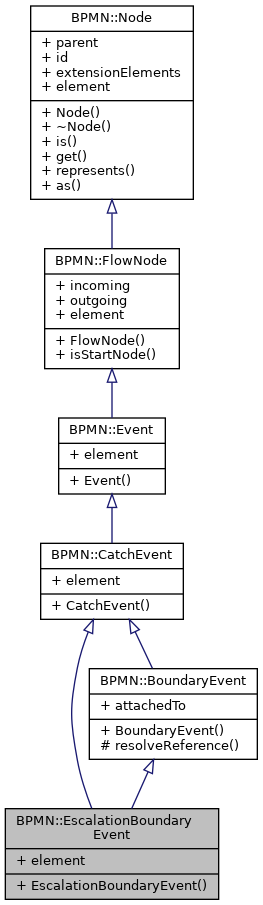 BPMN::Node
+ parent
+ id
+ extensionElements
+ element
+ Node()
+ ~Node()
+ is()
+ get()
+ represents()
+ as()
BPMN::FlowNode
+ incoming
+ outgoing
+ element
+ FlowNode()
+ isStartNode()
BPMN::Event
+ element
+ Event()
BPMN::CatchEvent
+ element
+ CatchEvent()
BPMN::BoundaryEvent
+ attachedTo
+ BoundaryEvent()
# resolveReference()
BPMN::EscalationBoundary
Event
+ element
+ EscalationBoundaryEvent()